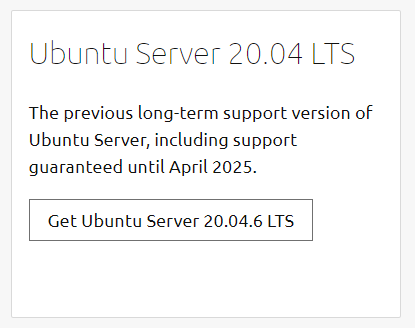 Ubuntu Server 20.04 LTS
The previous long-term support version of
Ubuntu Server, including support
guaranteed until April 2025.
Get Ubuntu Server 20.04.6 LTS